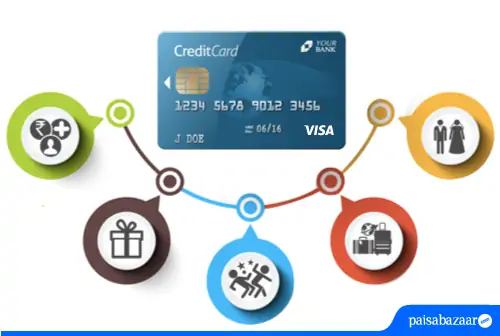 CreditCard
YOUR
BANK
1234 5678 9012 3456
06/16
J DOE
VISA
₹
paisabazaar